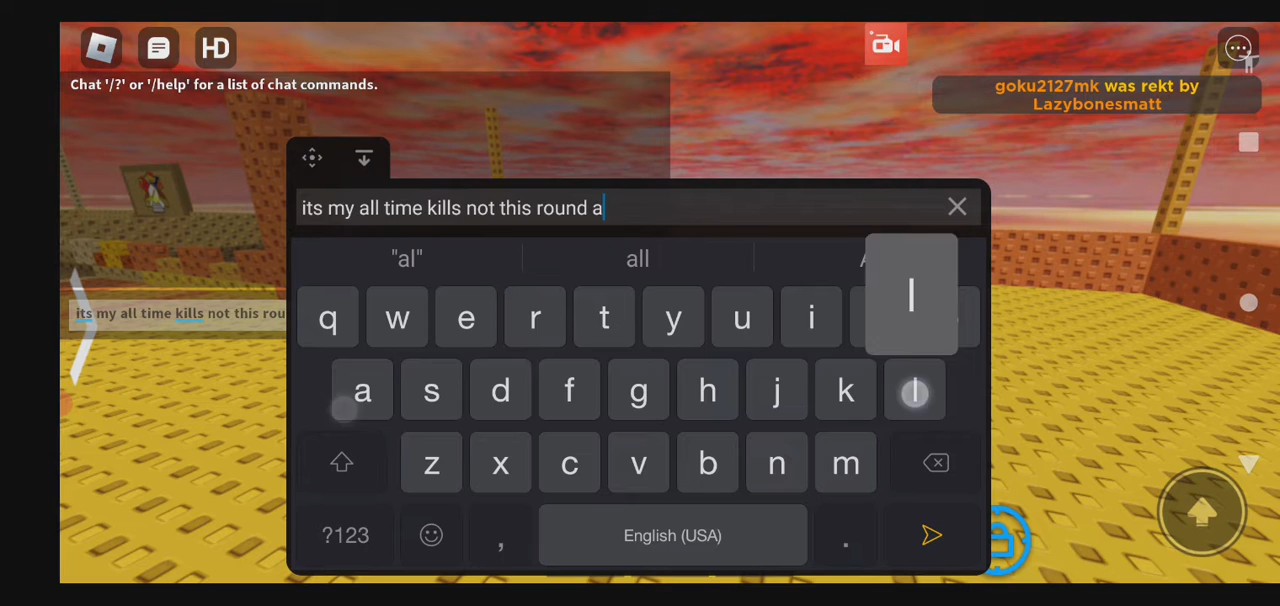 HD
Chat '/?' or '/help' for a list of chat commands.
goku2127mk was rekt by
Lazybonesmatt
its my all time kills not this round a
"al" all
l
q w e r t y u i
its my all time kills not this rou
a s d f g h j k l
z x c v b n m
?123 , English (USA) .